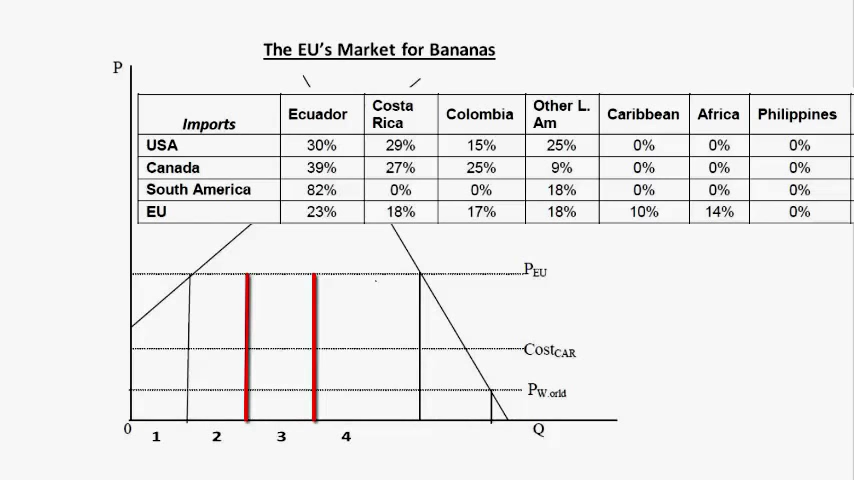 The EU's Market for Bananas
P
Imports Ecuador Costa Rica Colombia Other L. Am Caribbean Africa Philippines
USA 30% 29% 15% 25% 0% 0% 0%
Canada 39% 27% 25% 9% 0% 0% 0%
South America 82% 0% 0% 18% 0% 0% 0%
EU 23% 18% 17% 18% 10% 14% 0%
PEU
CostCAR
PW.orld
0 Q
1 2 3 4